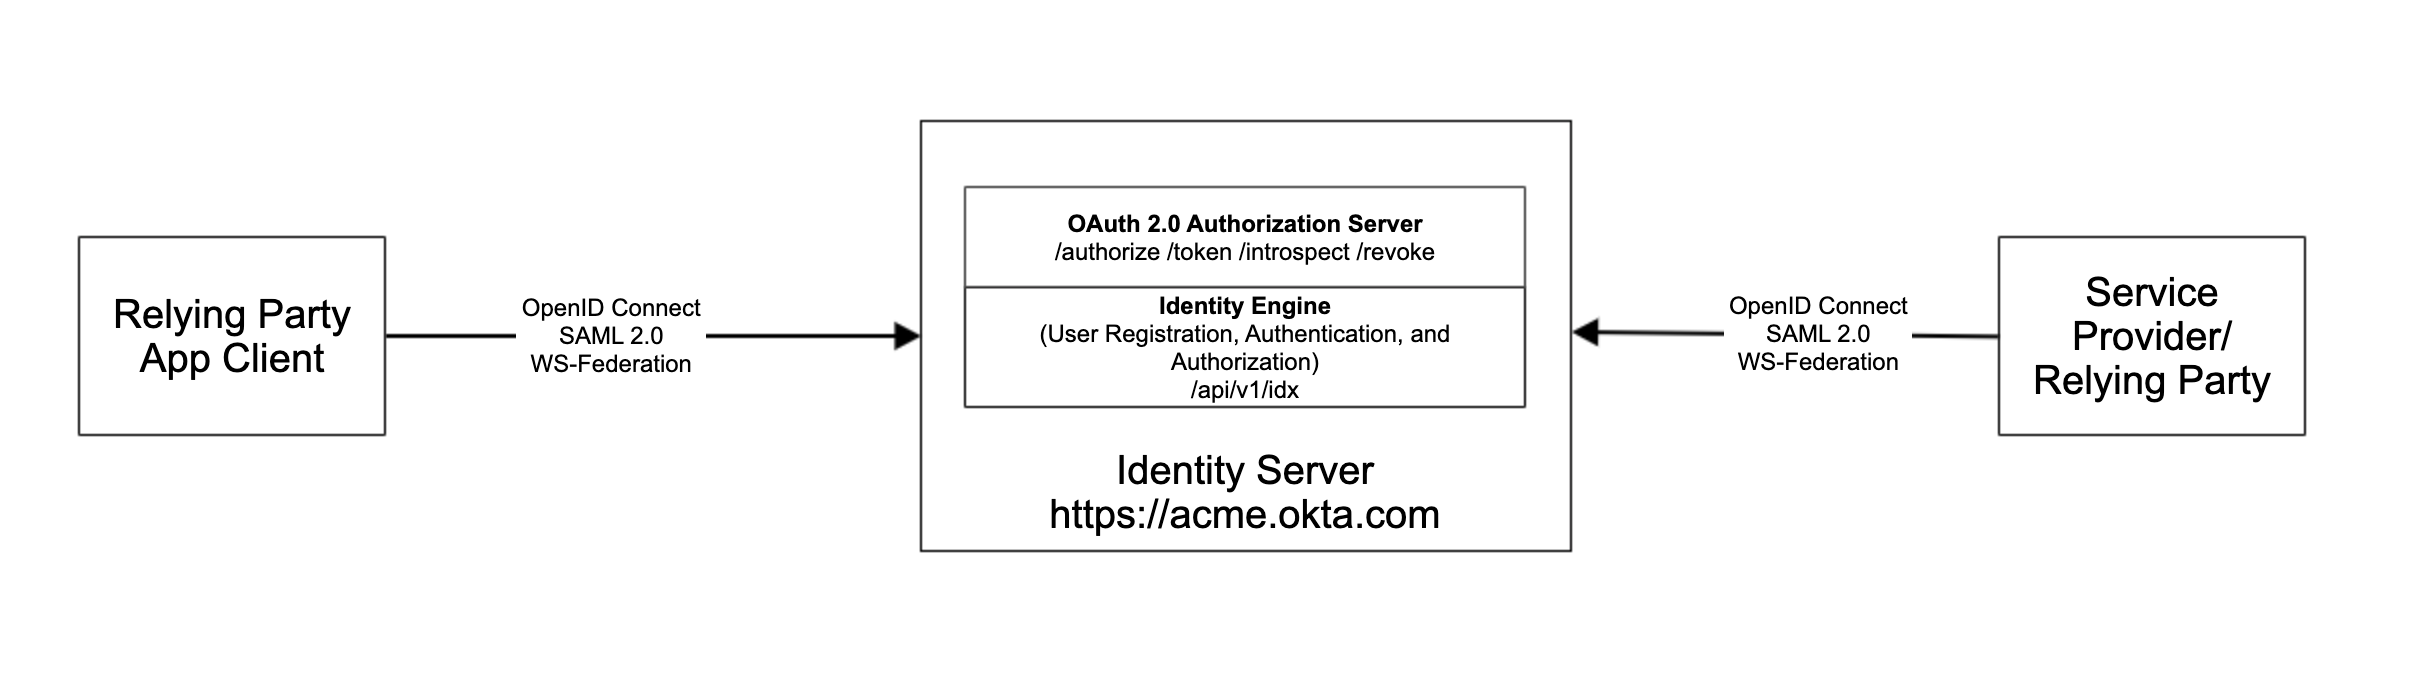 Relying Party
App Client
OpenID Connect
SAML 2.0
WS-Federation
OAuth 2.0 Authorization Server
/authorize /token /introspect /revoke
Identity Engine
(User Registration, Authentication, and
Authorization)
/api/v1/idx
Identity Server
https://acme.okta.com
OpenID Connect
SAML 2.0
WS-Federation
Service
Provider/
Relying Party